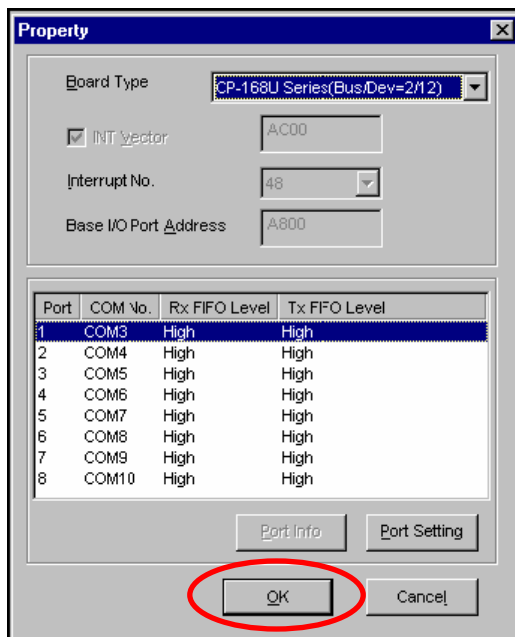 Property
Board Type CP-168U Series(Bus/Dev=2/12)
INT Vector AC00
Interrupt No. 48
Base I/O Port Address A800
Port COM No. Rx FIFO Level Tx FIFO Level
1 COM3 High High
2 COM4 High High
3 COM5 High High
4 COM6 High High
5 COM7 High High
6 COM8 High High
7 COM9 High High
8 COM10 High High
Port Info Port Setting
OK Cancel